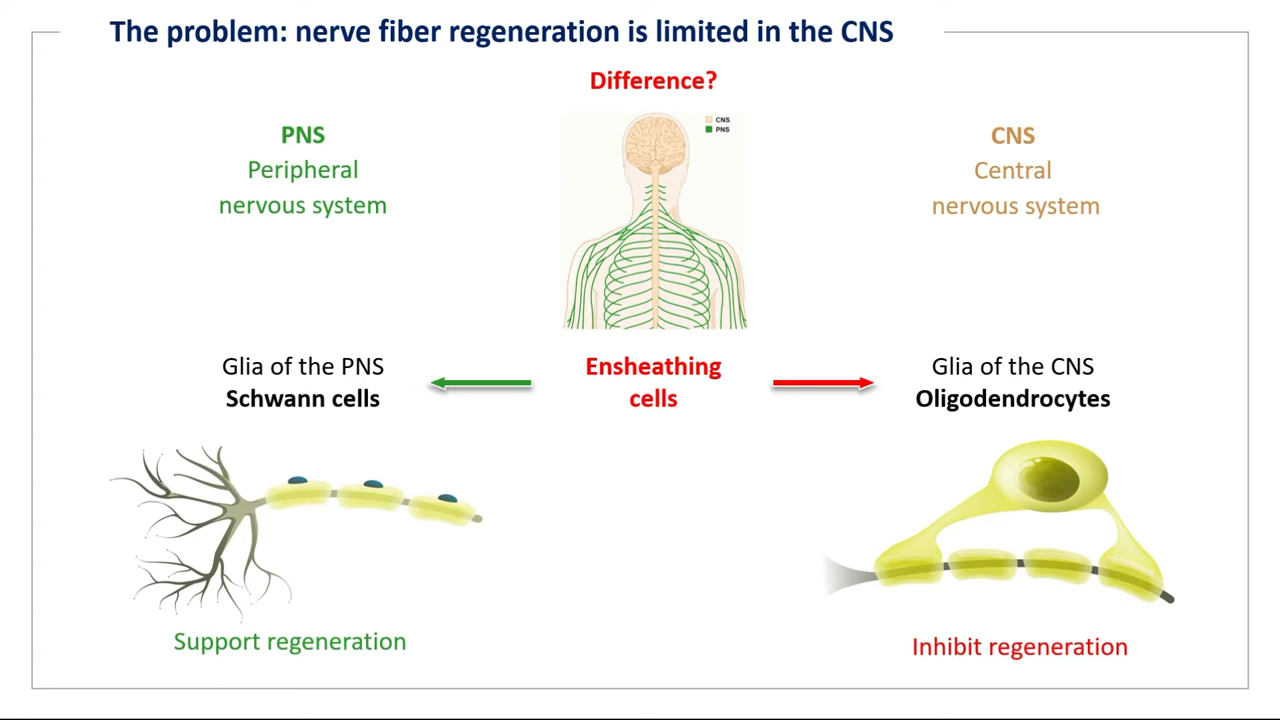 The problem: nerve fiber regeneration is limited in the CNS
Difference?
PNS
Peripheral
nervous system
CNS
PNS
CNS
Central
nervous system
Glia of the PNS
Schwann cells
Ensheathing
cells
Glia of the CNS
Oligodendrocytes
Support regeneration
Inhibit regeneration